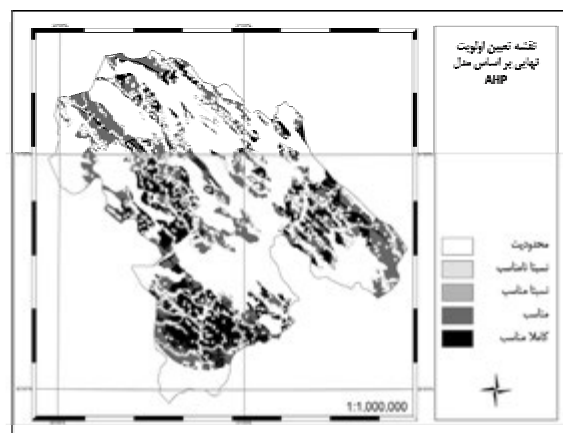 نقشه تعیین اولویت
نهایی بر اساس مدل
AHP
محدودیت
نسبتا نامناسب
نسبتا مناسب
مناسب
کاملا مناسب
1:1,000,000